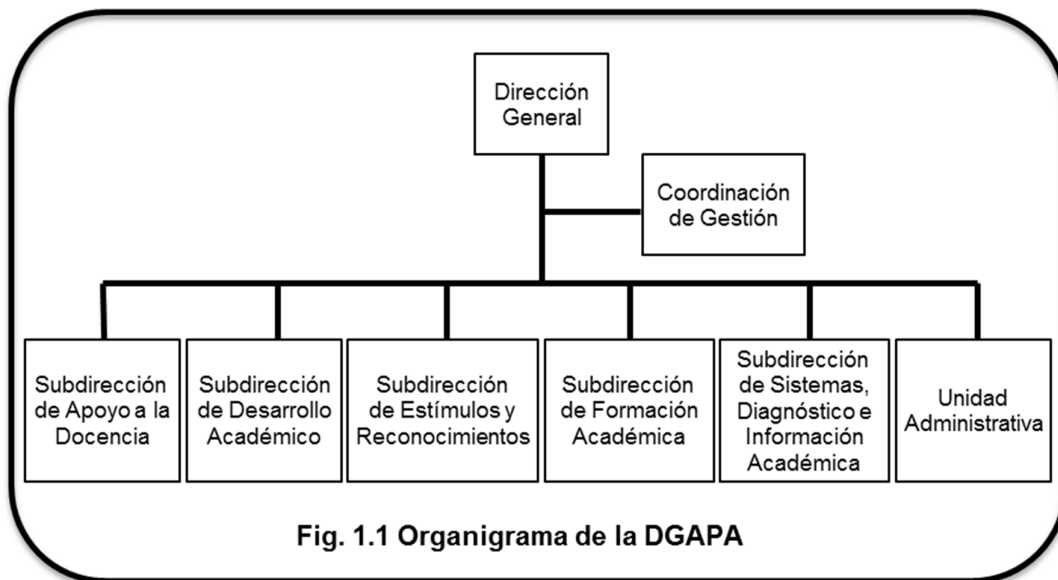 Dirección
General
Coordinación
de Gestión
Subdirección
de Apoyo a la
Docencia
Subdirección
de Desarrollo
Académico
Subdirección
de Estímulos y
Reconocimientos
Subdirección
de Formación
Académica
Subdirección
de Sistemas,
Diagnóstico e
Información
Académica
Unidad
Administrativa
Fig. 1.1 Organigrama de la DGAPA